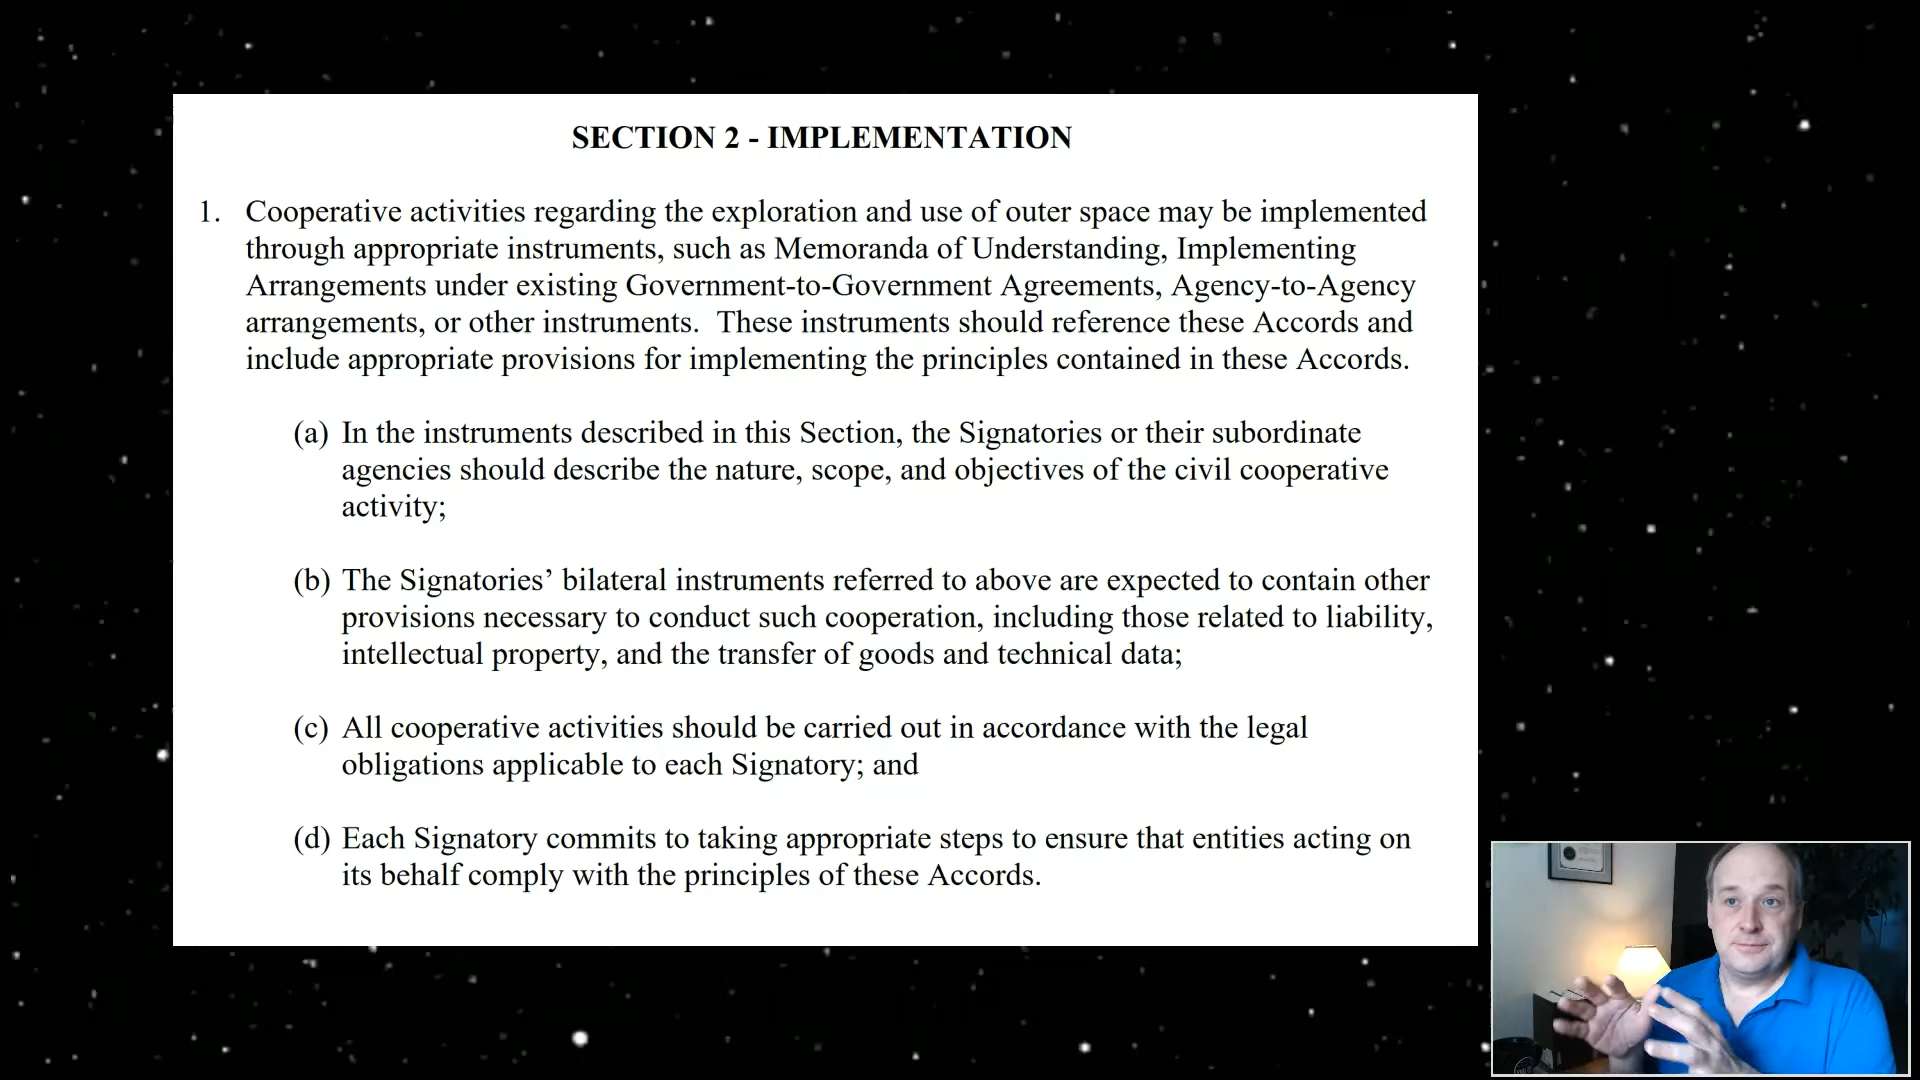 SECTION 2 - IMPLEMENTATION
1. Cooperative activities regarding the exploration and use of outer space may be implemented
through appropriate instruments, such as Memoranda of Understanding, Implementing
Arrangements under existing Government-to-Government Agreements, Agency-to-Agency
arrangements, or other instruments. These instruments should reference these Accords and
include appropriate provisions for implementing the principles contained in these Accords.
(a) In the instruments described in this Section, the Signatories or their subordinate
agencies should describe the nature, scope, and objectives of the civil cooperative
activity;
(b) The Signatories’ bilateral instruments referred to above are expected to contain other
provisions necessary to conduct such cooperation, including those related to liability,
intellectual property, and the transfer of goods and technical data;
(c) All cooperative activities should be carried out in accordance with the legal
obligations applicable to each Signatory; and
(d) Each Signatory commits to taking appropriate steps to ensure that entities acting on
its behalf comply with the principles of these Accords.